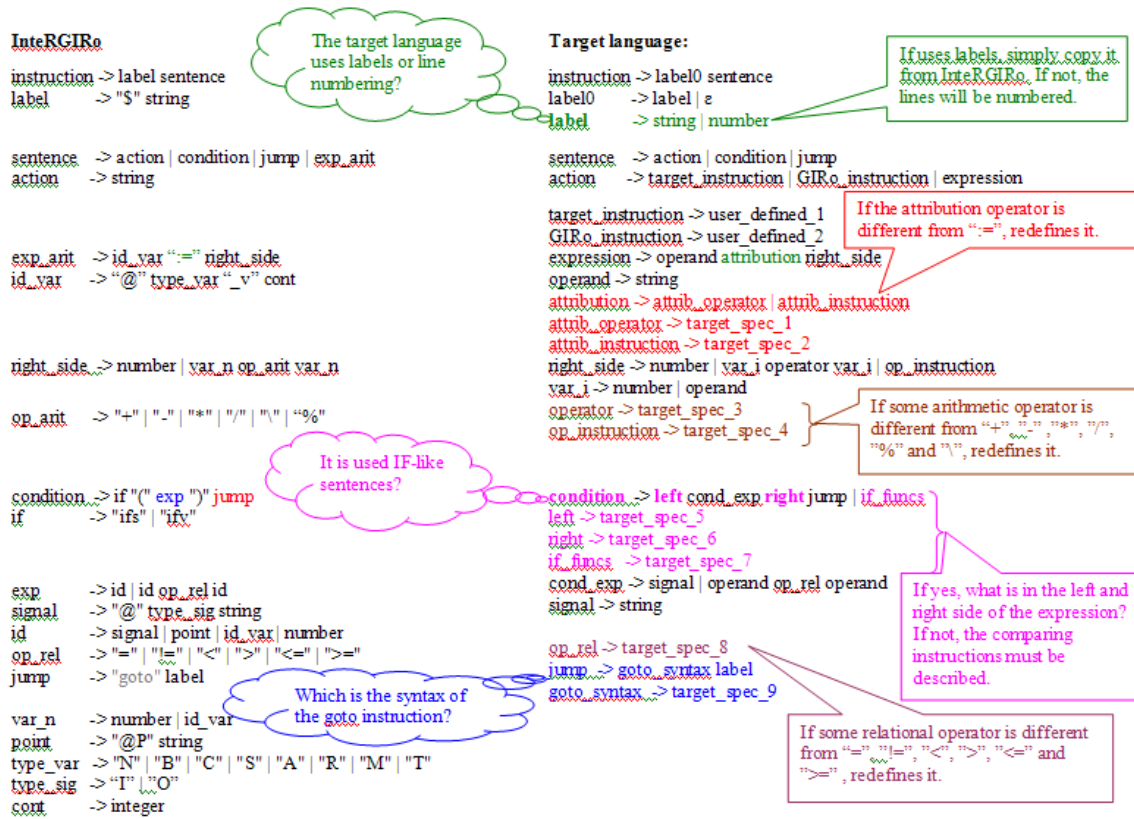 InteRGIRo
instruction -> label sentence
label -> "$" string
sentence -> action | condition | jump | exp_arit
action -> string
exp_arit -> id_var “:=” right_side
id_var -> “@” type_var “_v” cont
right_side -> number | var_n op_arit var_n
op_arit -> "+" | "-" | "*" | "/" | "\" | “%"
condition -> if "(" exp ")" jump
if -> "ifs" | "ifv"
exp -> id | id op_rel id
signal -> "@" type_sig string
id -> signal | point | id_var | number
op_rel -> "=" | "!=" | "<" | ">" | "<=" | ">="
jump -> "goto" label
var_n -> number | id_var
point -> "@P" string
type_var -> "N" | "B" | "C" | "S" | "A" | "R" | "M" | "T"
type_sig -> “I” | ”O”
cont -> integer
The target language
uses labels or line
numbering?
It is used IF-like
sentences?
Which is the syntax of
the goto instruction?
Target language:
instruction -> label0 sentence
label0 -> label | ε
label -> string | number
sentence -> action | condition | jump
action -> target_instruction | GIRo_instruction | expression
target_instruction -> user_defined_1
GIRo_instruction -> user_defined_2
expression -> operand attribution right_side
operand -> string
attribution -> attrib_operator | attrib_instruction
attrib_operator -> target_spec_1
attrib_instruction -> target_spec_2
right_side -> number | var_i operator var_i | op_instruction
var_i -> number | operand
operator -> target_spec_3
op_instruction -> target_spec_4
condition -> left cond_exp right jump | if_funcs
left -> target_spec_5
right -> target_spec_6
if_funcs -> target_spec_7
cond_exp -> signal | operand op_rel operand
signal -> string
op_rel -> target_spec_8
jump -> goto_syntax label
goto_syntax -> target_spec_9
If uses labels, simply copy it
from InteRGIRo. If not, the
lines will be numbered.
If the attribution operator is
different from “:=”, redefines it.
If some arithmetic operator is
different from “+”, ”-” ,”*”, ”/”,
”%” and ”\”, redefines it.
If yes, what is in the left and
right side of the expression?
If not, the comparing
instructions must be
described.
If some relational operator is different
from “=”, ”!=”, ”<”, ”>”, ”<=” and
”>=” , redefines it.